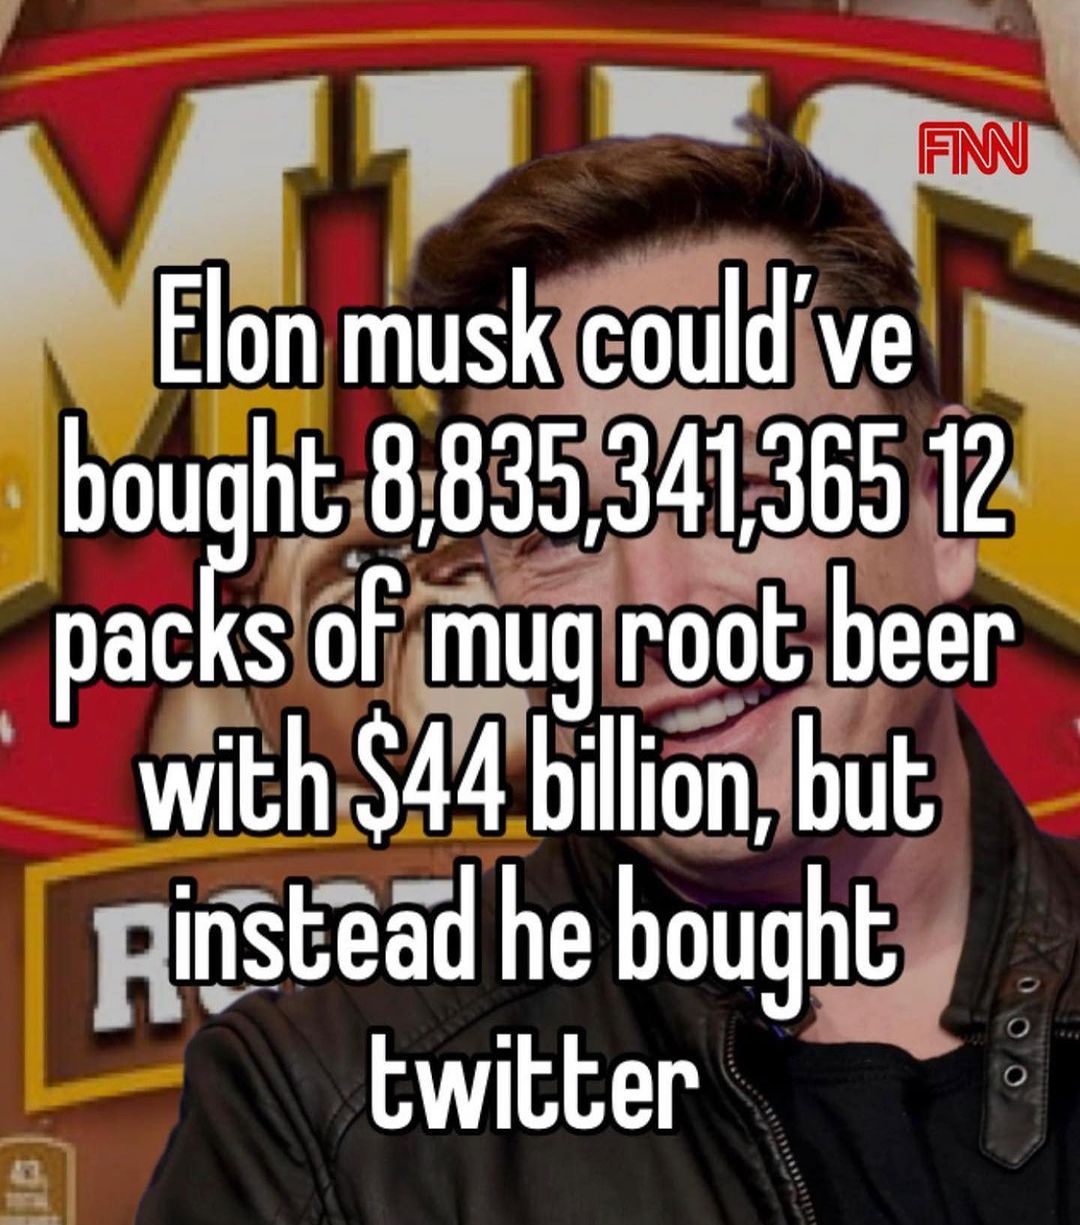 MUG
FNN
Elon musk could've
bought 8,835,341,365 12
packs of mug root beer
with $44 billion, but
instead he bought
twitter